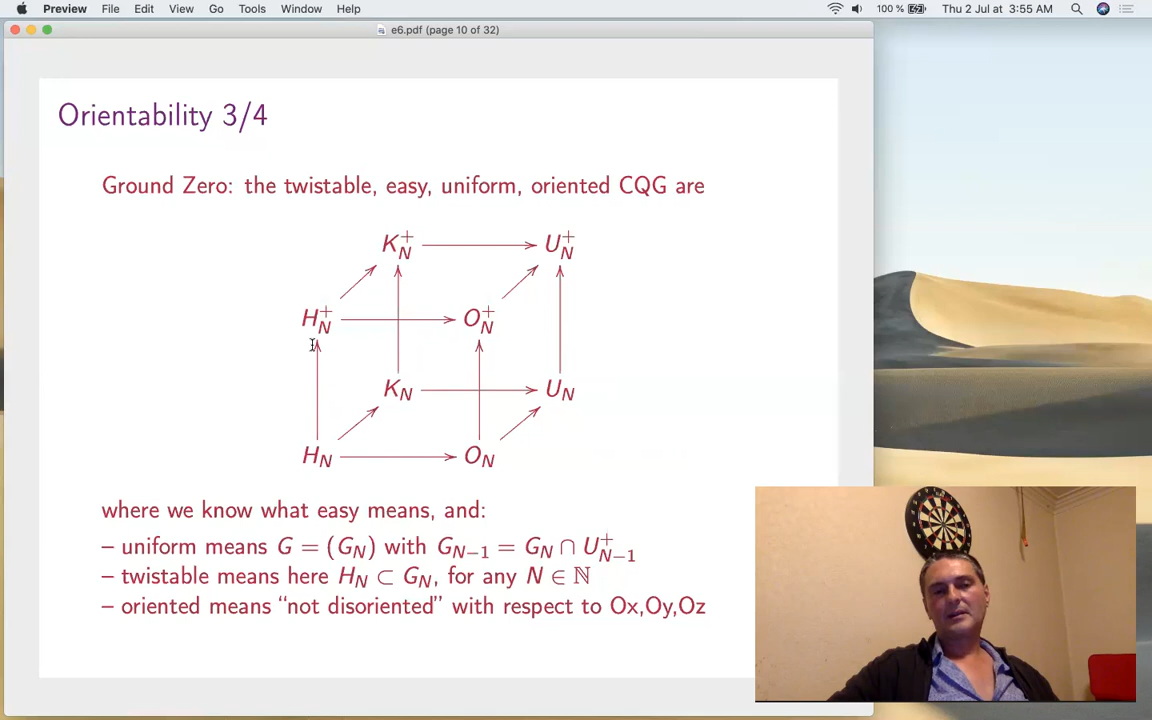 Preview File Edit View Go Tools Window Help 100 % Thu 2 Jul at 3:55 AM
e6.pdf (page 10 of 32)
Orientability 3/4
Ground Zero: the twistable, easy, uniform, oriented CQG are
K_N^+ U_N^+
H_N^+ O_N^+
K_N U_N
H_N O_N
where we know what easy means, and:
– uniform means G = (G_N) with G_{N−1} = G_N ∩ U_{N−1}^+
– twistable means here H_N ⊂ G_N, for any N ∈ ℕ
– oriented means “not disoriented” with respect to Ox,Oy,Oz